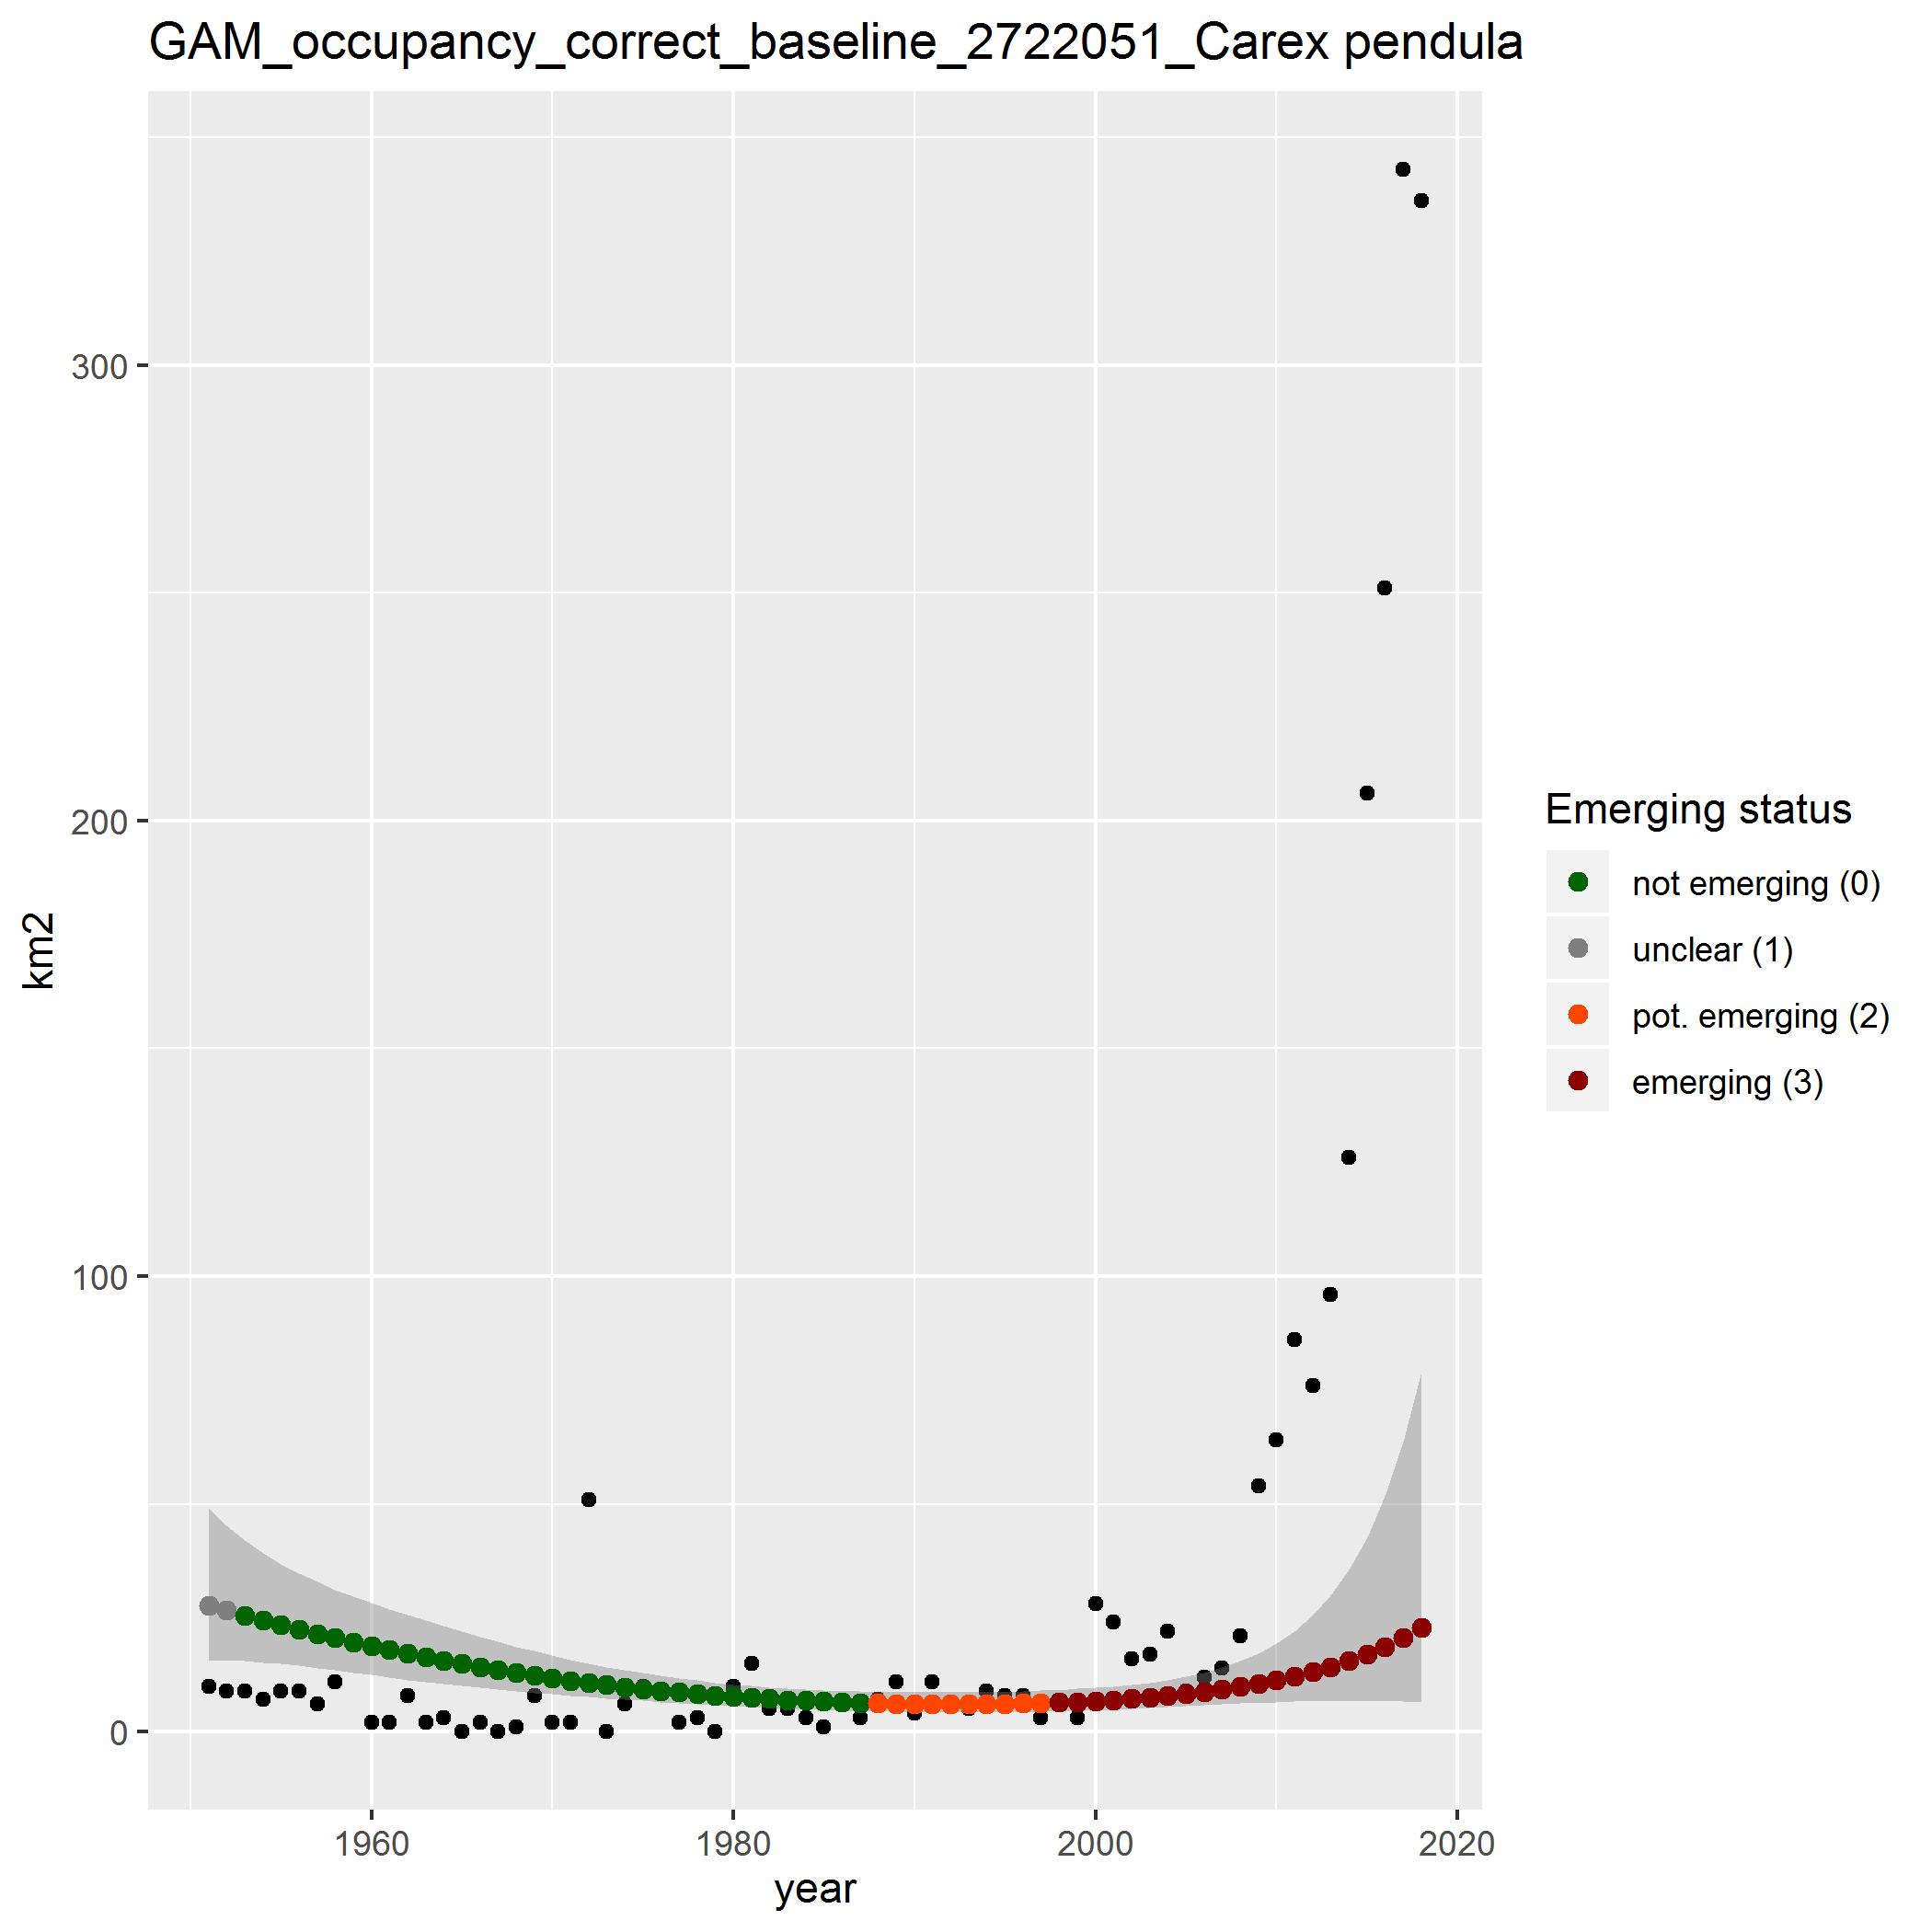 GAM_occupancy_correct_baseline_2722051_Carex pendula
300
200
100
0
km2
1960 1980 2000 2020
year
Emerging status
not emerging (0)
unclear (1)
pot. emerging (2)
emerging (3)